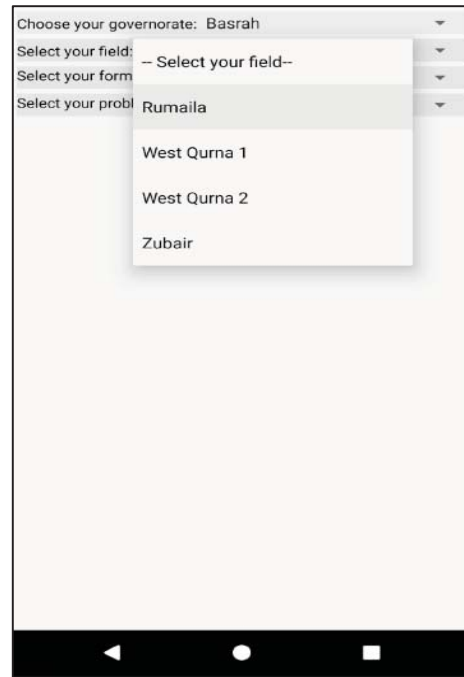 Choose your governorate: Basrah
Select your field:
-- Select your field--
Select your form
Rumaila
Select your probl
West Qurna 1
West Qurna 2
Zubair